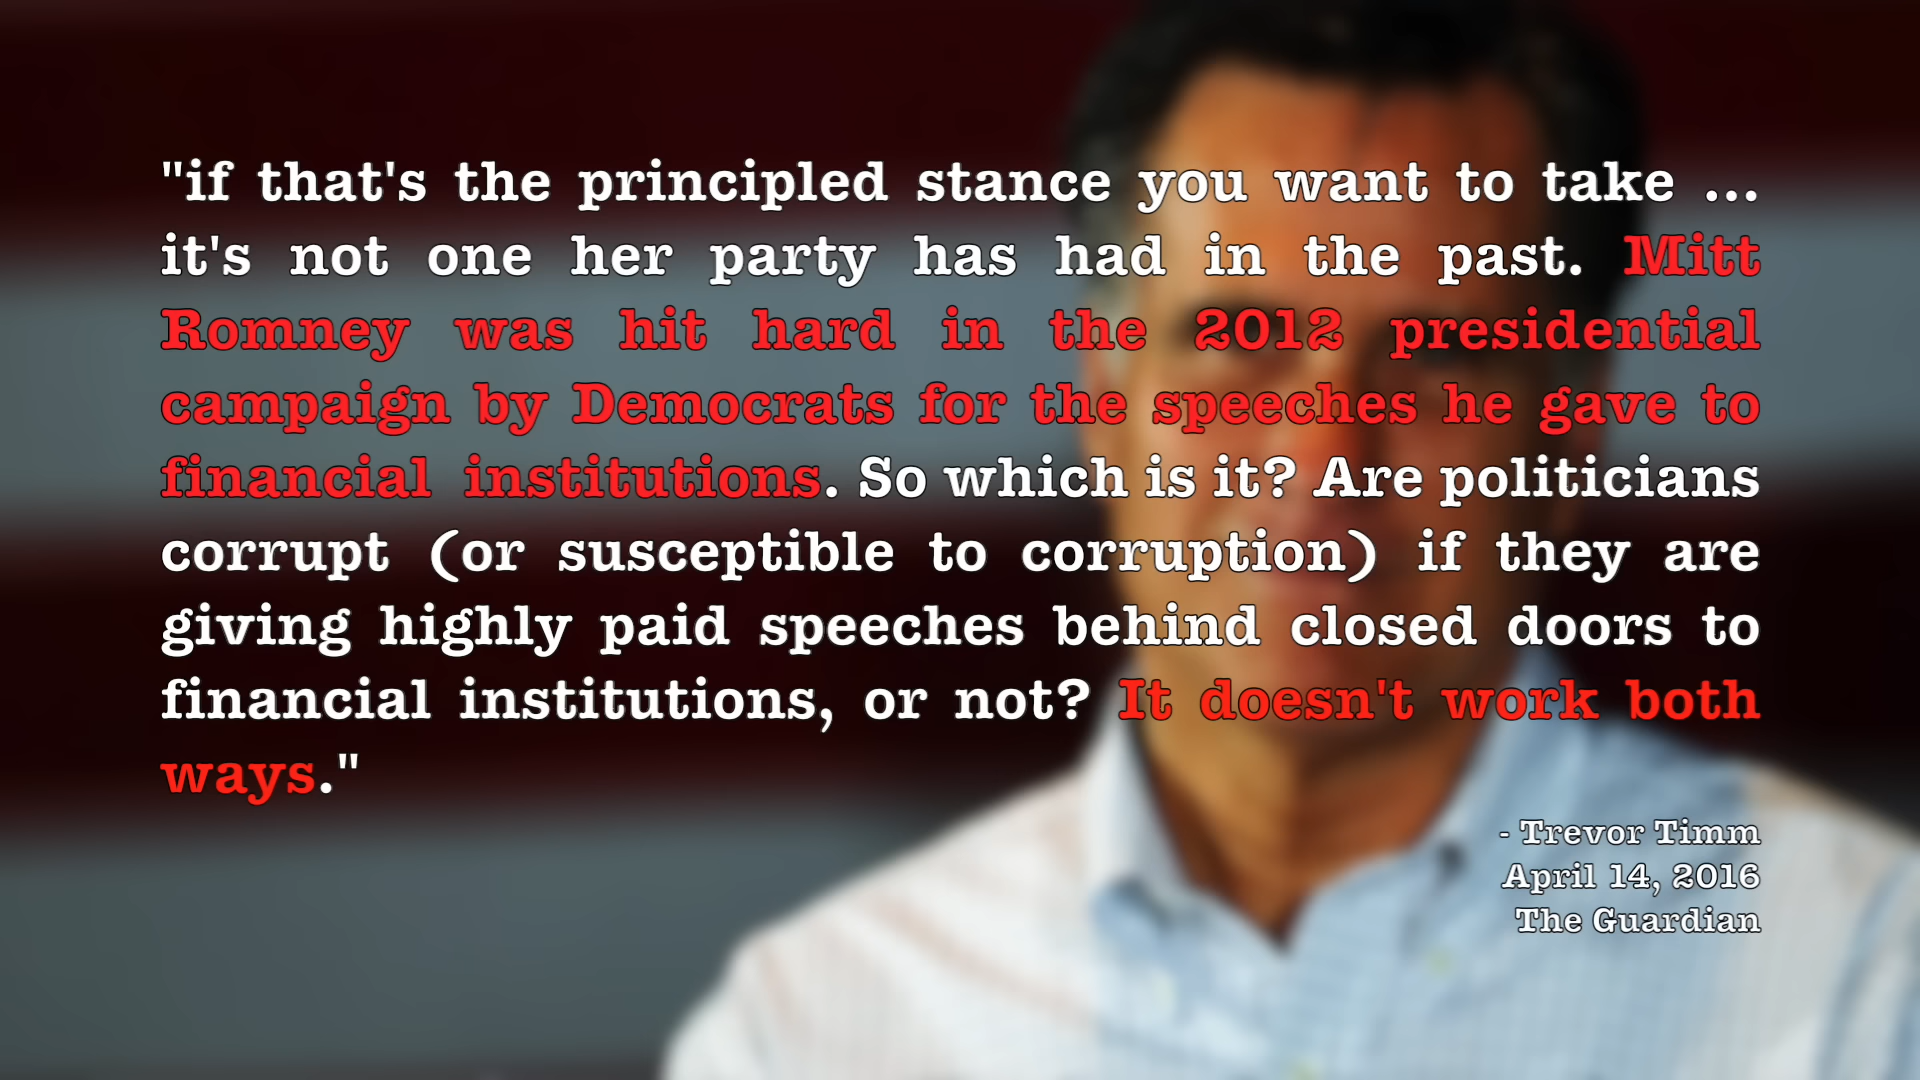 "if that's the principled stance you want to take ...
it's not one her party has had in the past. Mitt
Romney was hit hard in the 2012 presidential
campaign by Democrats for the speeches he gave to
financial institutions. So which is it? Are politicians
corrupt (or susceptible to corruption) if they are
giving highly paid speeches behind closed doors to
financial institutions, or not? It doesn't work both
ways."
- Trevor Timm
April 14, 2016
The Guardian